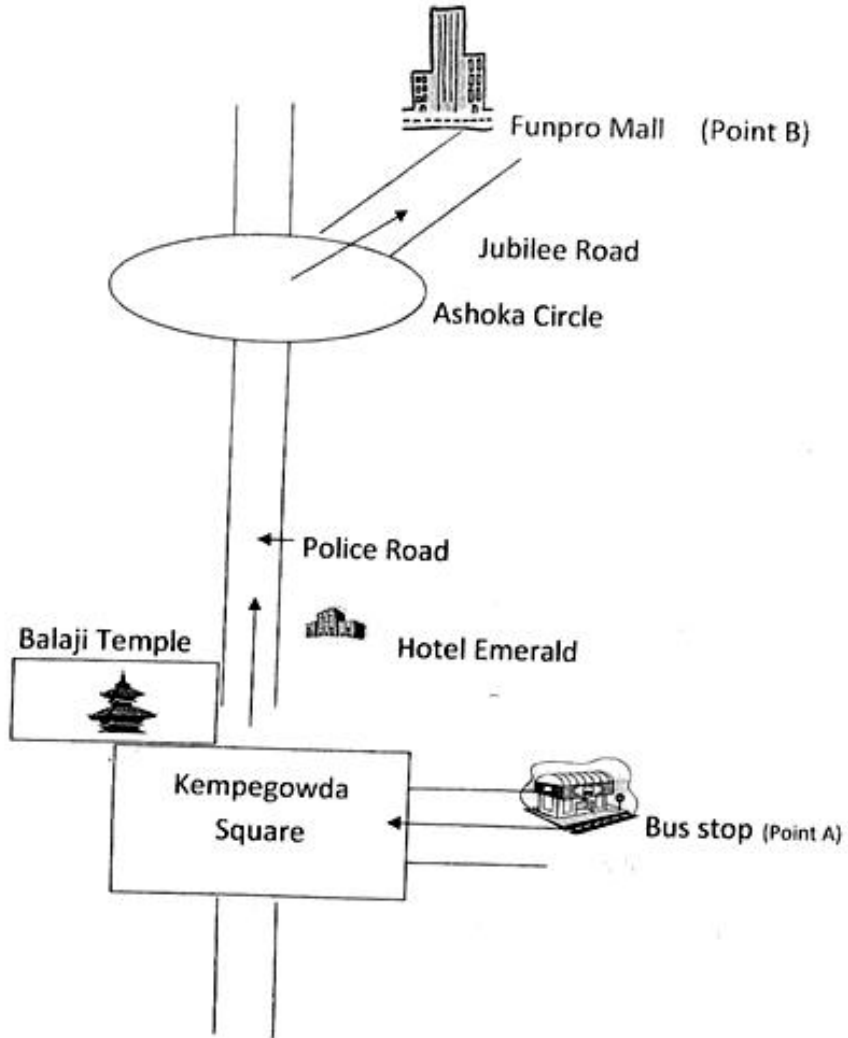 Funpro Mall (Point B)
Jubilee Road
Ashoka Circle
Police Road
Balaji Temple
Hotel Emerald
Kempegowda
Square
Bus stop (Point A)